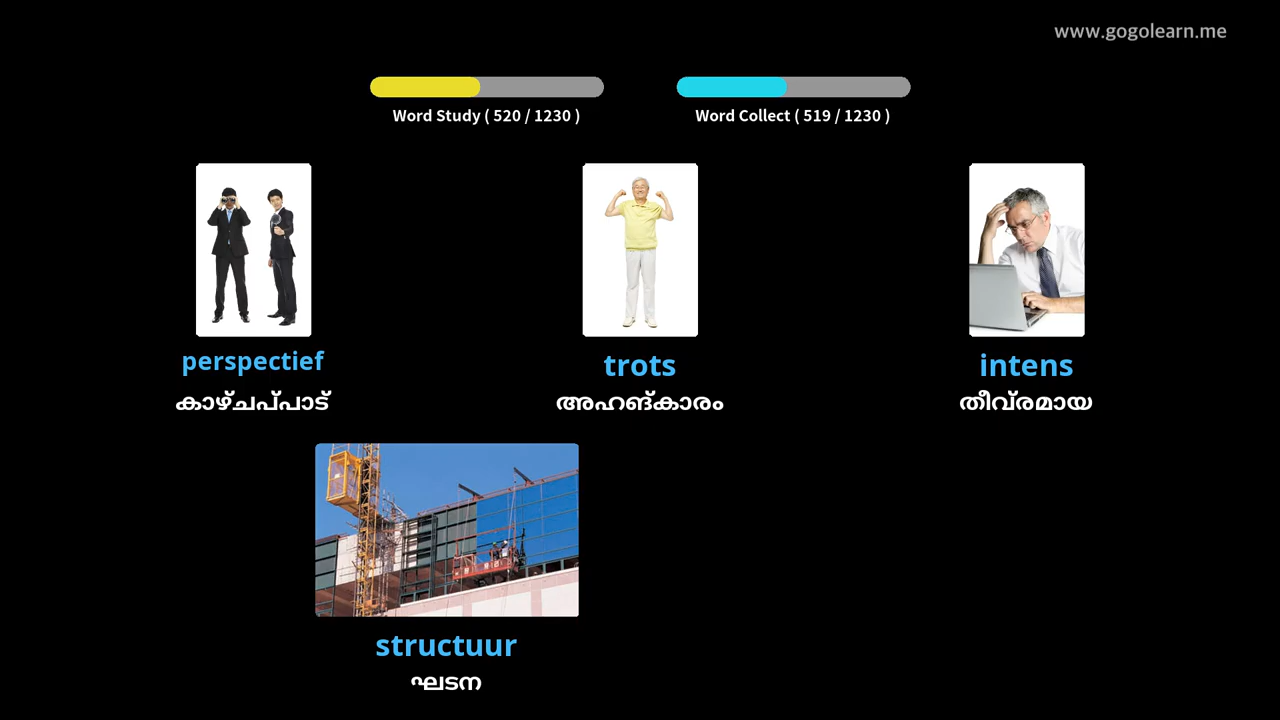 www.gogolearn.me
Word Study ( 520 / 1230 )
Word Collect ( 519 / 1230 )
perspectief
കാഴ്ചപ്പാട്
trots
അഹങ്കാരം
intens
തീവ്രമായ
structuur
ഘടന